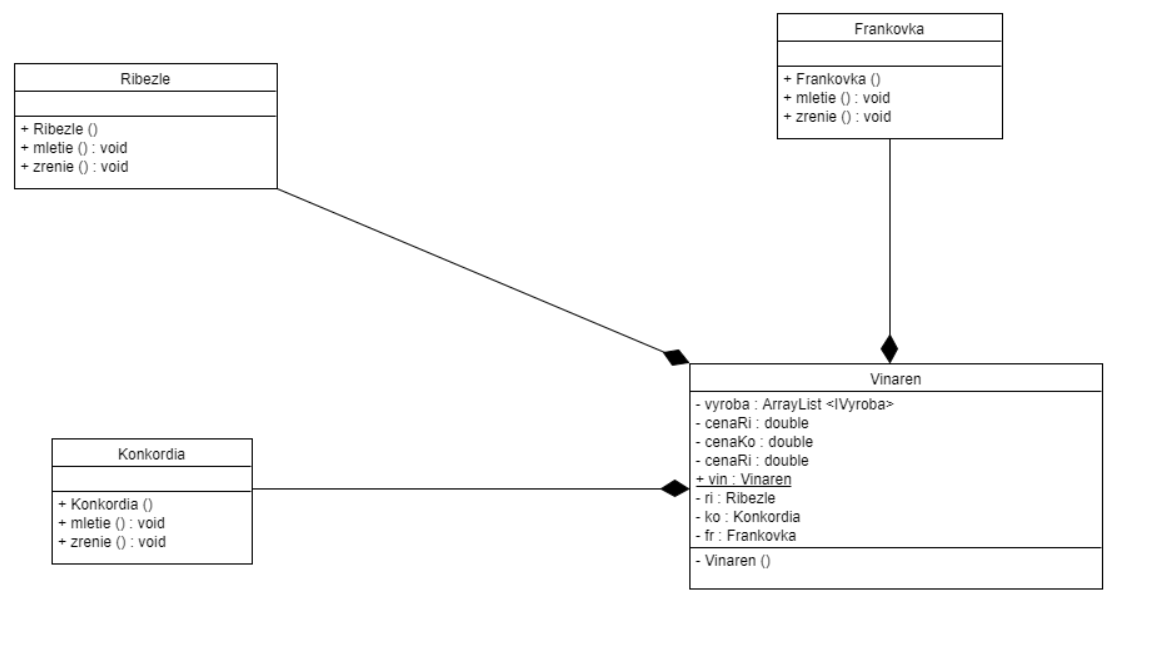 Frankovka
+ Frankovka ()
+ mletie () : void
+ zrenie () : void
Ribezle
+ Ribezle ()
+ mletie () : void
+ zrenie () : void
Vinaren
- vyroba : ArrayList <IVyroba>
- cenaRi : double
- cenaKo : double
- cenaRi : double
+ vin : Vinaren
- ri : Ribezle
- ko : Konkordia
- fr : Frankovka
- Vinaren ()
Konkordia
+ Konkordia ()
+ mletie () : void
+ zrenie () : void